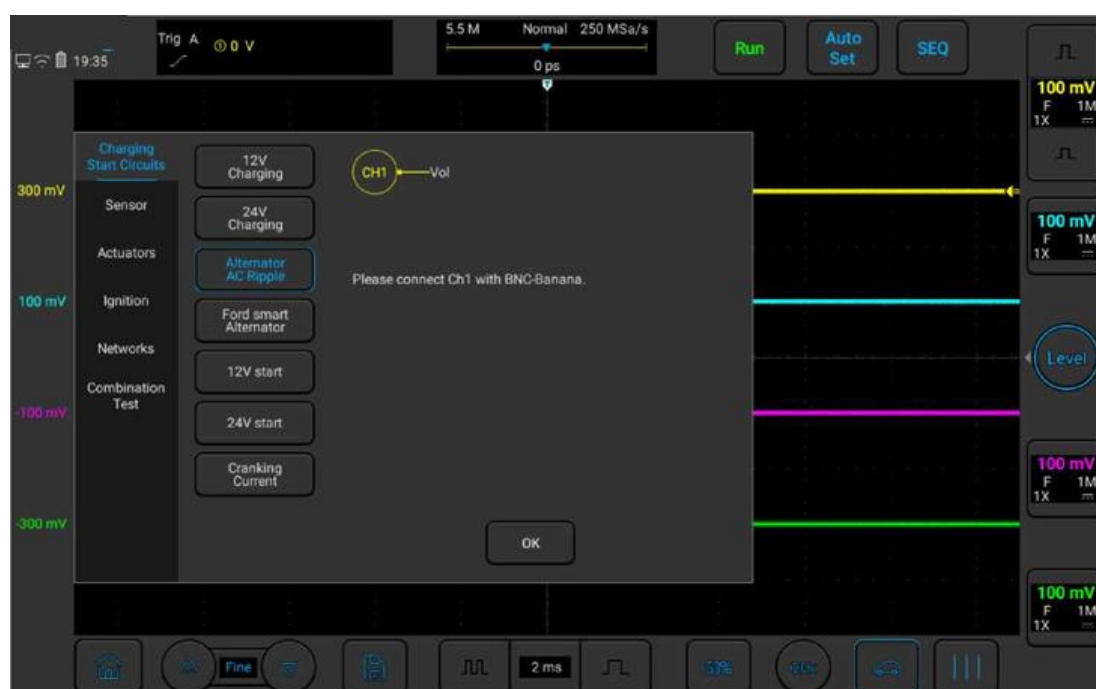 Trig A ① 0 V
5.5 M Normal 250 MSa/s
0 ps
T
Run
Auto
Set
SEQ
19:35
100 mV
F 1M
1X
300 mV
Charging
Start Circuits
Sensor
Actuators
Ignition
Networks
Combination
Test
12V
Charging
24V
Charging
Alternator
AC Ripple
Ford smart
Alternator
12V start
24V start
Cranking
Current
CH1 Vol
Please connect Ch1 with BNC-Banana.
OK
100 mV
F 1M
1X
100 mV
Level
-100 mV
100 mV
F 1M
1X
-300 mV
100 mV
F 1M
1X
Fine
2 ms
50%